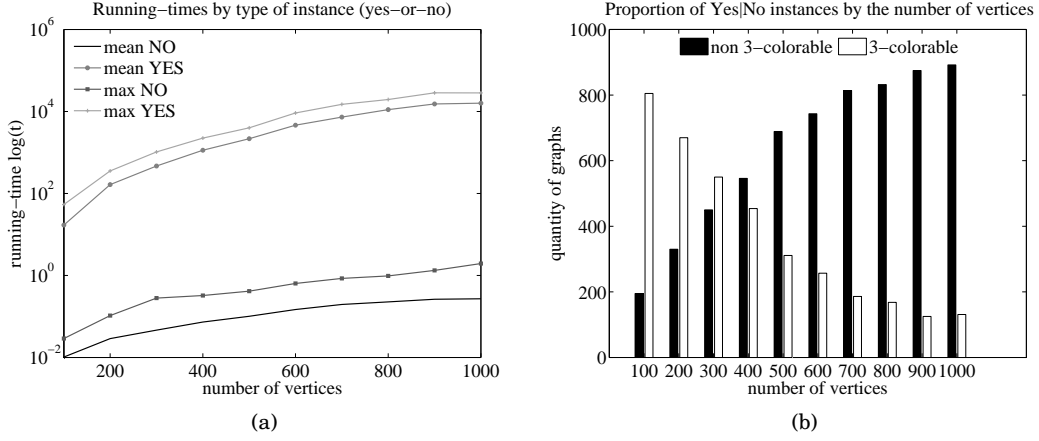 Running–times by type of instance (yes–or–no)
10^6
10^4
10^2
10^0
10^−2
running–time log(t)
mean NO
mean YES
max NO
max YES
200 400 600 800 1000
number of vertices
(a)
Proportion of Yes|No instances by the number of vertices
1000
800
600
400
200
0
quantity of graphs
non 3–colorable 3–colorable
100 200 300 400 500 600 700 800 900 1000
number of vertices
(b)